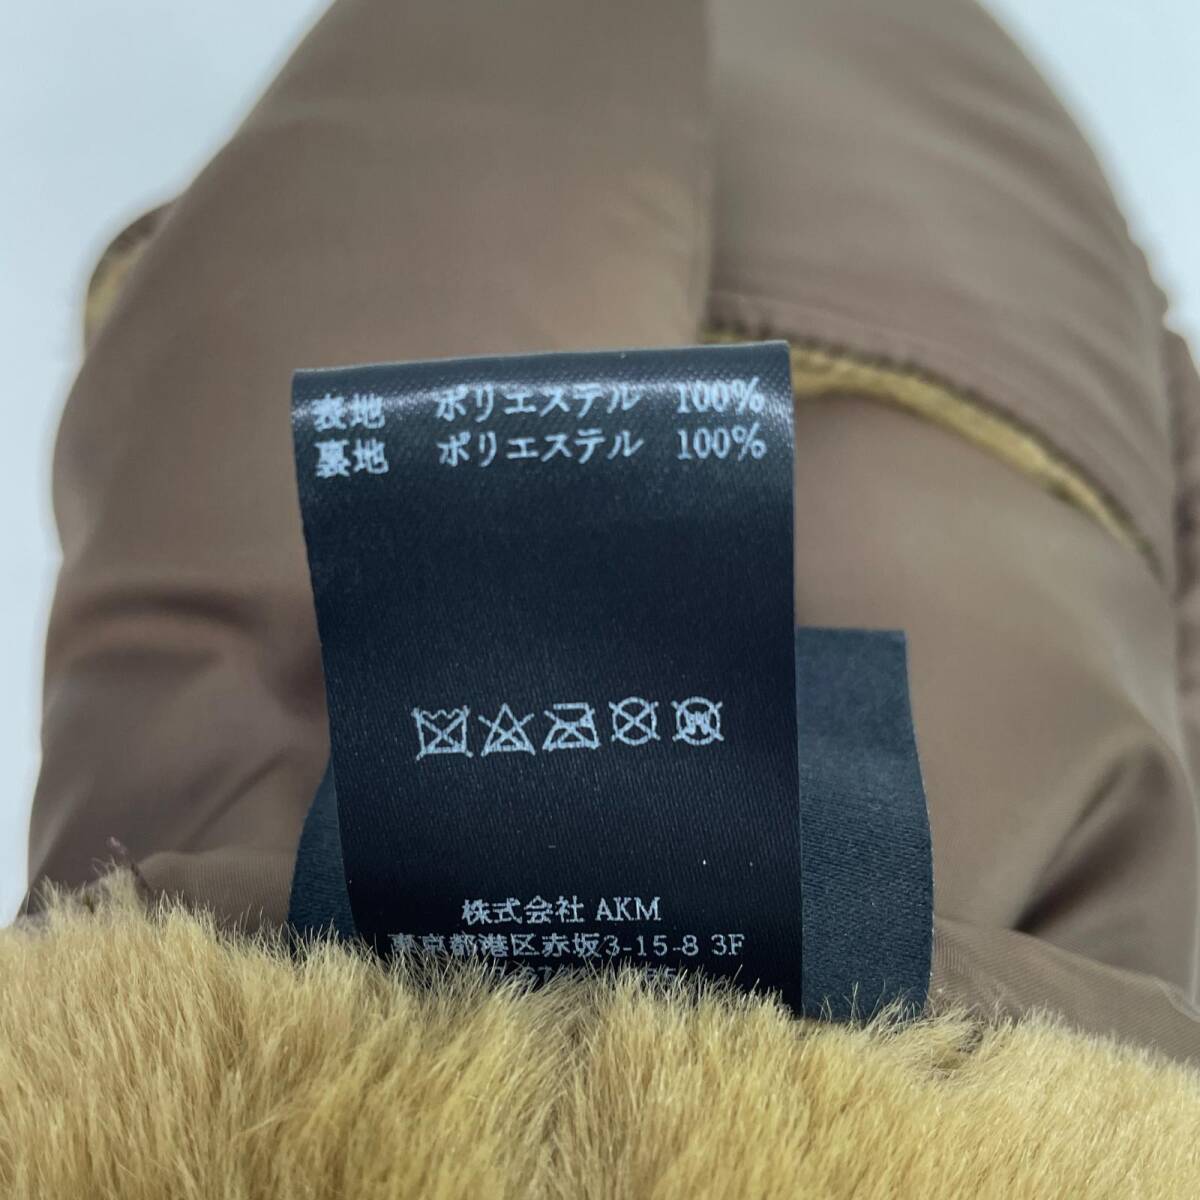 表地 ポリエステル 100%
裏地 ポリエステル 100%
株式会社 AKM
東京都港区赤坂3-15-8 3F